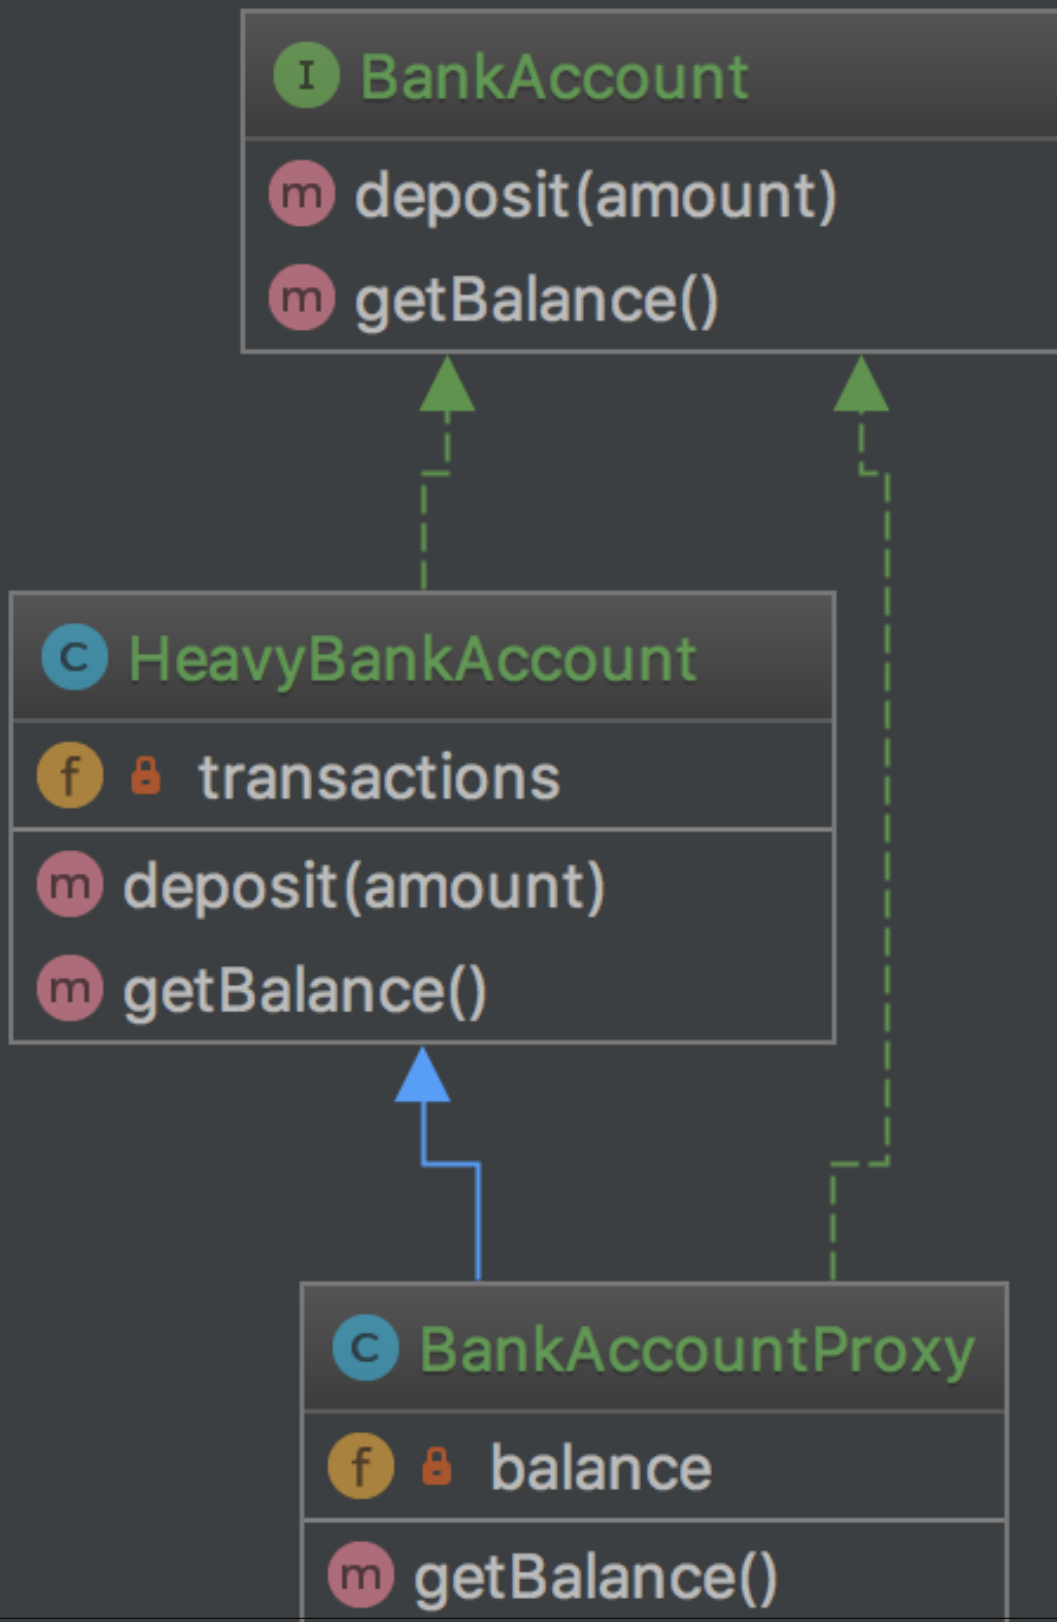 I BankAccount
m deposit(amount)
m getBalance()
C HeavyBankAccount
f transactions
m deposit(amount)
m getBalance()
C BankAccountProxy
f balance
m getBalance()